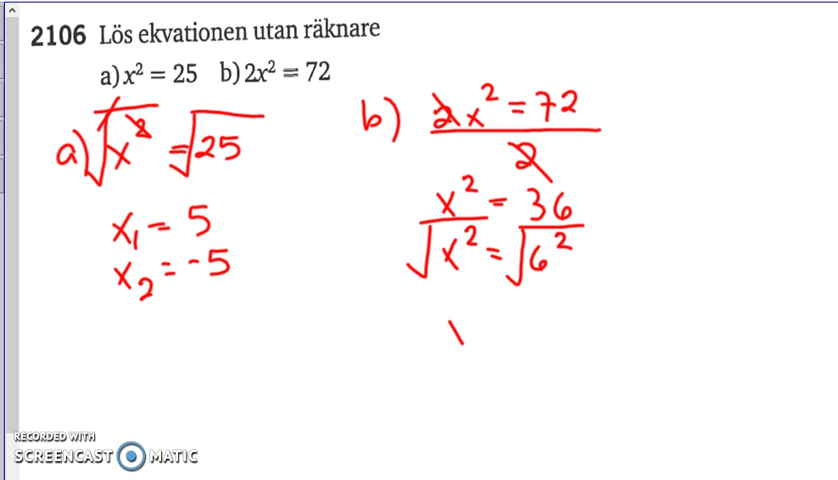 2106 Lös ekvationen utan räknare
a) x² = 25 b) 2x² = 72
a) √x² = √25
x₁ = 5
x₂ = -5
b) 2x² = 72
2
x² = 36
√x² = √6²
RECORDED WITH
SCREENCAST MATIC